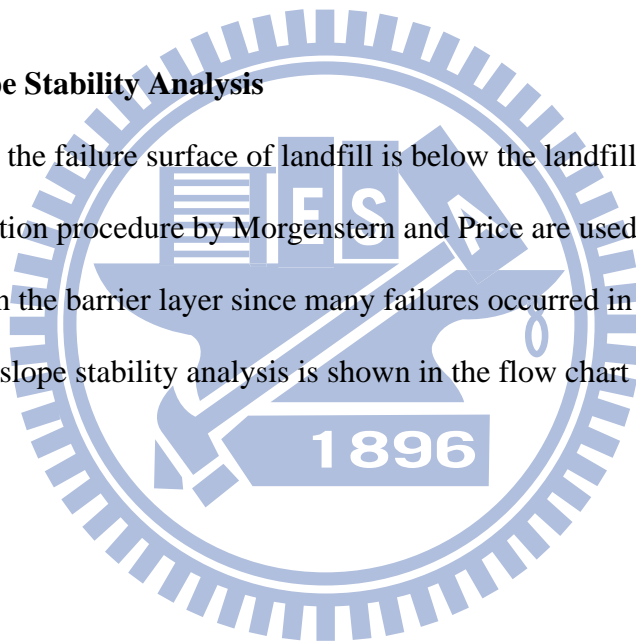 pe Stability Analysis
the failure surface of landfill is below the landfill
tion procedure by Morgenstern and Price are used
n the barrier layer since many failures occurred in
slope stability analysis is shown in the flow chart
ES
1896